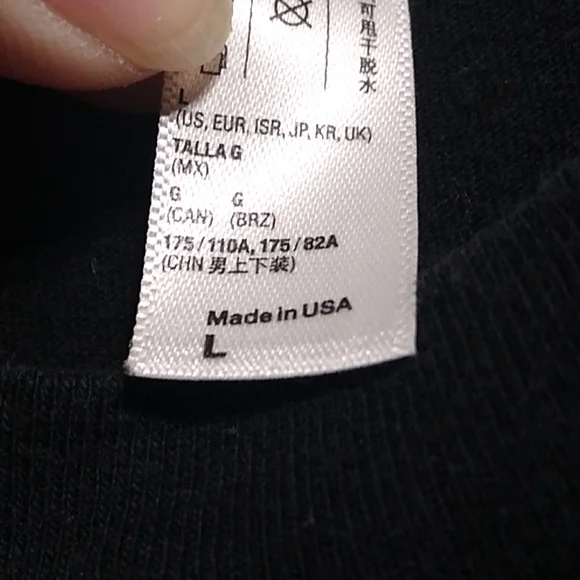 可用干脱水
L
(US, EUR, ISR, JP, KR, UK)
TALLA G
(MX)
G G
(CAN) (BRZ)
175/110A, 175/82A
(CHN 男上下装)
Made in USA
L